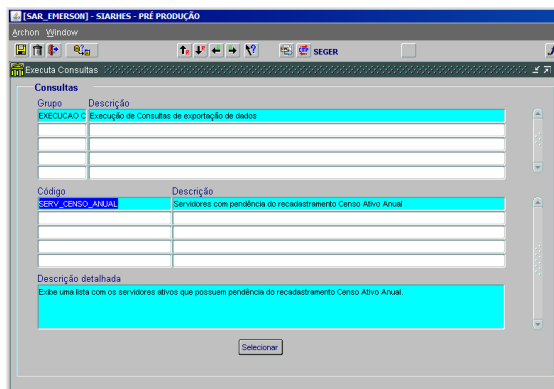 [SAR_EMERSON] - SIARHES - PRÉ PRODUÇÃO
Archon Window
SEGER
Executa Consultas
Consultas
Grupo Descrição
EXECUCAO C Execução de Consultas de exportação de dados
Código Descrição
SERV_CENSO_ANUAL Servidores com pendência do recadastramento Censo Ativo Anual
Descrição detalhada
Exibe uma lista com os servidores ativos que possuem pendência do recadastramento Censo Ativo Anual.
Selecionar